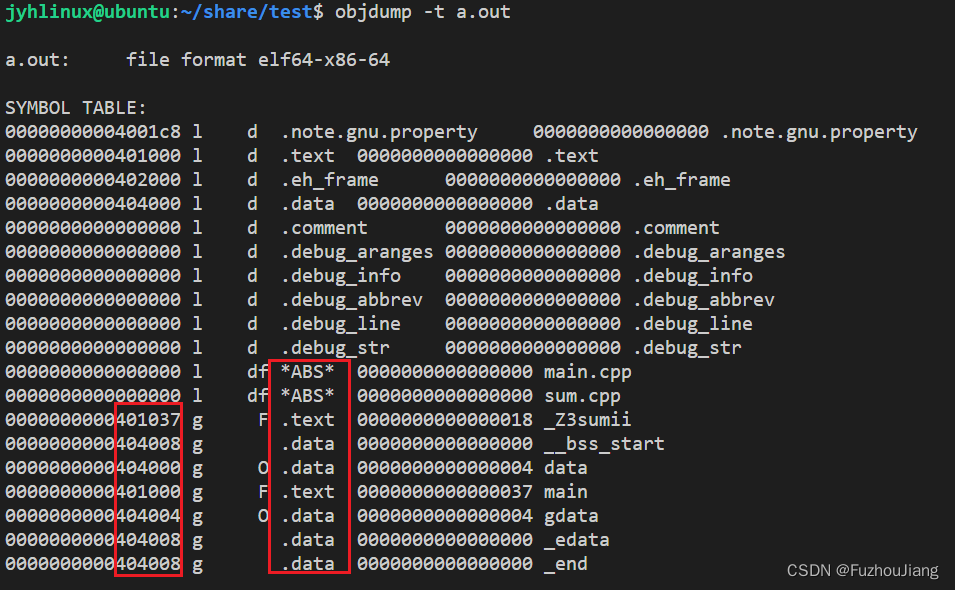 jyhlinux@ubuntu:~/share/test$ objdump -t a.out
a.out:     file format elf64-x86-64
SYMBOL TABLE:
00000000004001c8 l    d  .note.gnu.property     0000000000000000 .note.gnu.property
0000000000401000 l    d  .text  0000000000000000 .text
0000000000402000 l    d  .eh_frame      0000000000000000 .eh_frame
0000000000404000 l    d  .data  0000000000000000 .data
0000000000000000 l    d  .comment       0000000000000000 .comment
0000000000000000 l    d  .debug_aranges 0000000000000000 .debug_aranges
0000000000000000 l    d  .debug_info    0000000000000000 .debug_info
0000000000000000 l    d  .debug_abbrev  0000000000000000 .debug_abbrev
0000000000000000 l    d  .debug_line    0000000000000000 .debug_line
0000000000000000 l    d  .debug_str     0000000000000000 .debug_str
0000000000000000 l    df *ABS*  0000000000000000 main.cpp
0000000000000000 l    df *ABS*  0000000000000000 sum.cpp
0000000000401037 g     F .text  0000000000000018 _Z3sumii
0000000000404008 g       .data  0000000000000000 __bss_start
0000000000404000 g     O .data  0000000000000004 data
0000000000401000 g     F .text  0000000000000037 main
0000000000404004 g     O .data  0000000000000004 gdata
0000000000404008 g       .data  0000000000000000 _edata
0000000000404008 g       .data  0000000000000000 _end
CSDN @FuzhouJiang